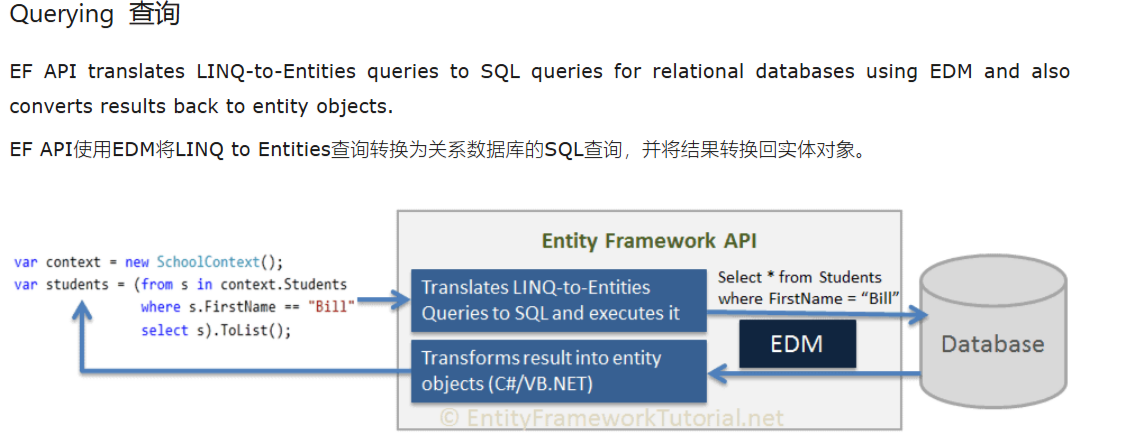 Querying 查询
EF API translates LINQ-to-Entities queries to SQL queries for relational databases using EDM and also
converts results back to entity objects.
EF API使用EDM将LINQ to Entities查询转换为关系数据库的SQL查询，并将结果转换回实体对象。
var context = new SchoolContext();
var students = (from s in context.Students
where s.FirstName == "Bill"
select s).ToList();
Entity Framework API
Translates LINQ-to-Entities
Queries to SQL and executes it
Select * from Students
where FirstName = “Bill”
EDM
Transforms result into entity
objects (C#/VB.NET)
Database
© EntityFrameworkTutorial.net